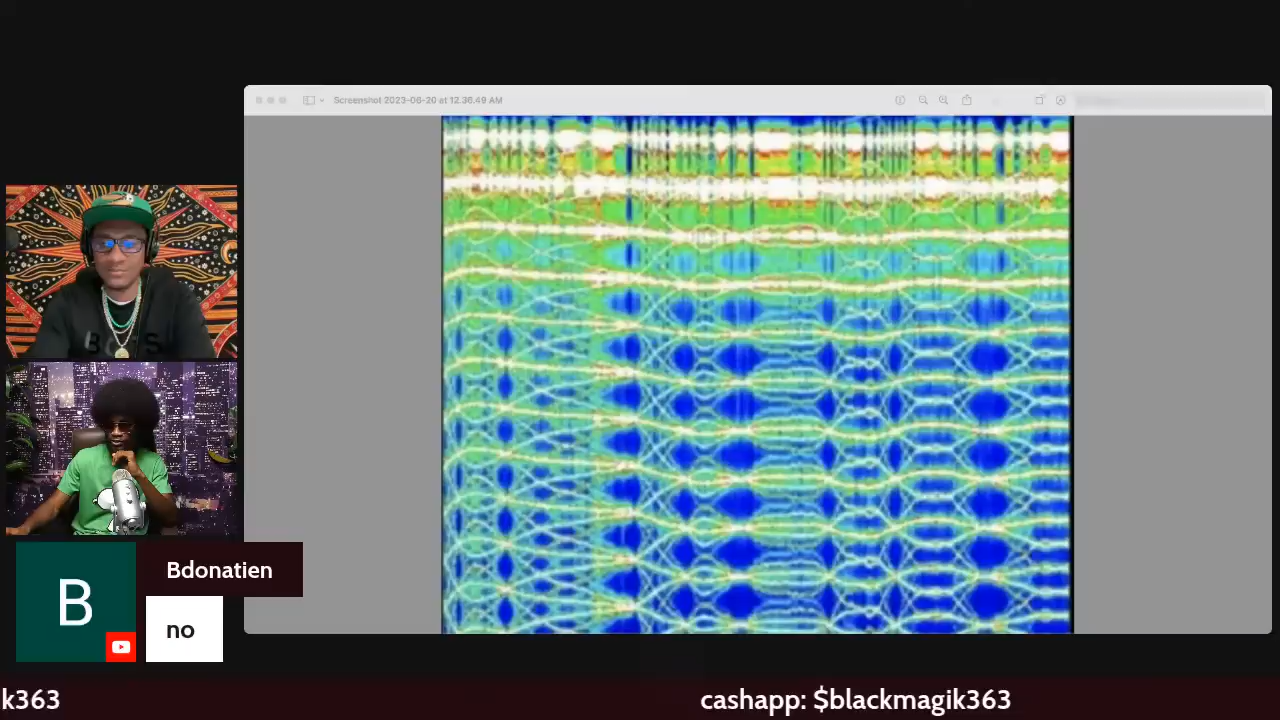 Screenshot 2023-06-20 at 12.36.49 AM
B
Bdonatien
no
k363
cashapp: $blackmagik363